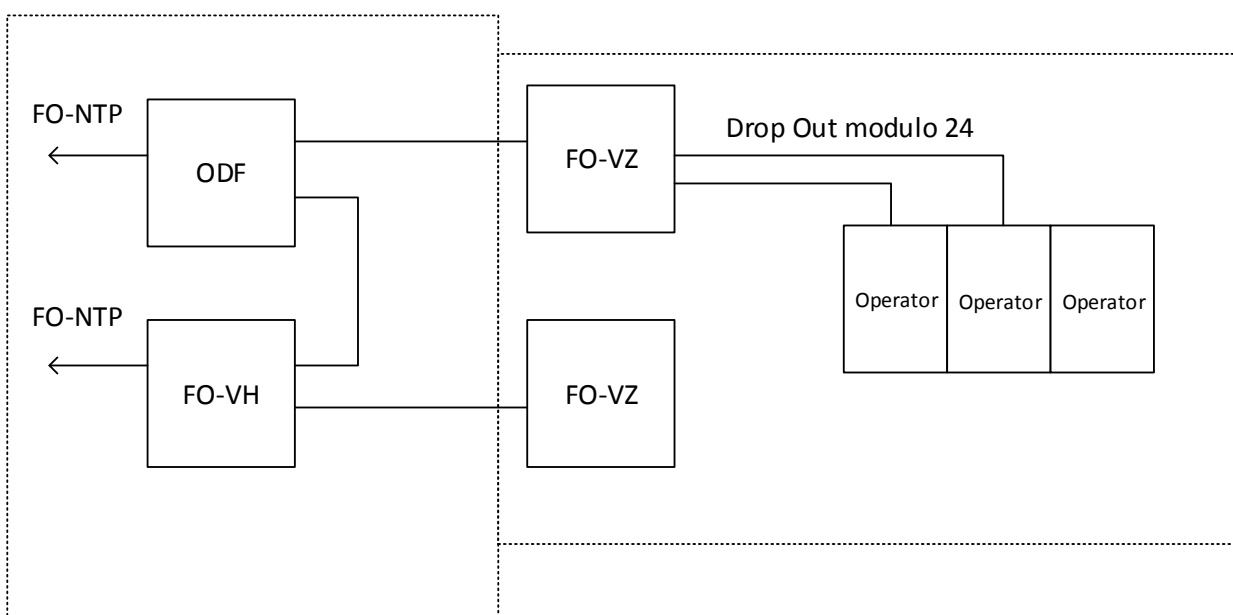 FO-NTP
ODF
FO-VZ
Drop Out modulo 24
Operator
Operator
Operator
FO-NTP
FO-VH
FO-VZ